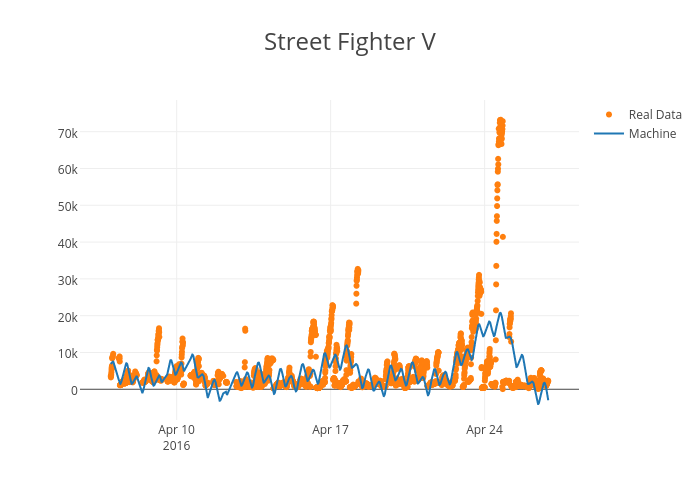 Street Fighter V
70k
60k
50k
40k
30k
20k
10k
0
Apr 10
2016
Apr 17
Apr 24
Real Data
Machine